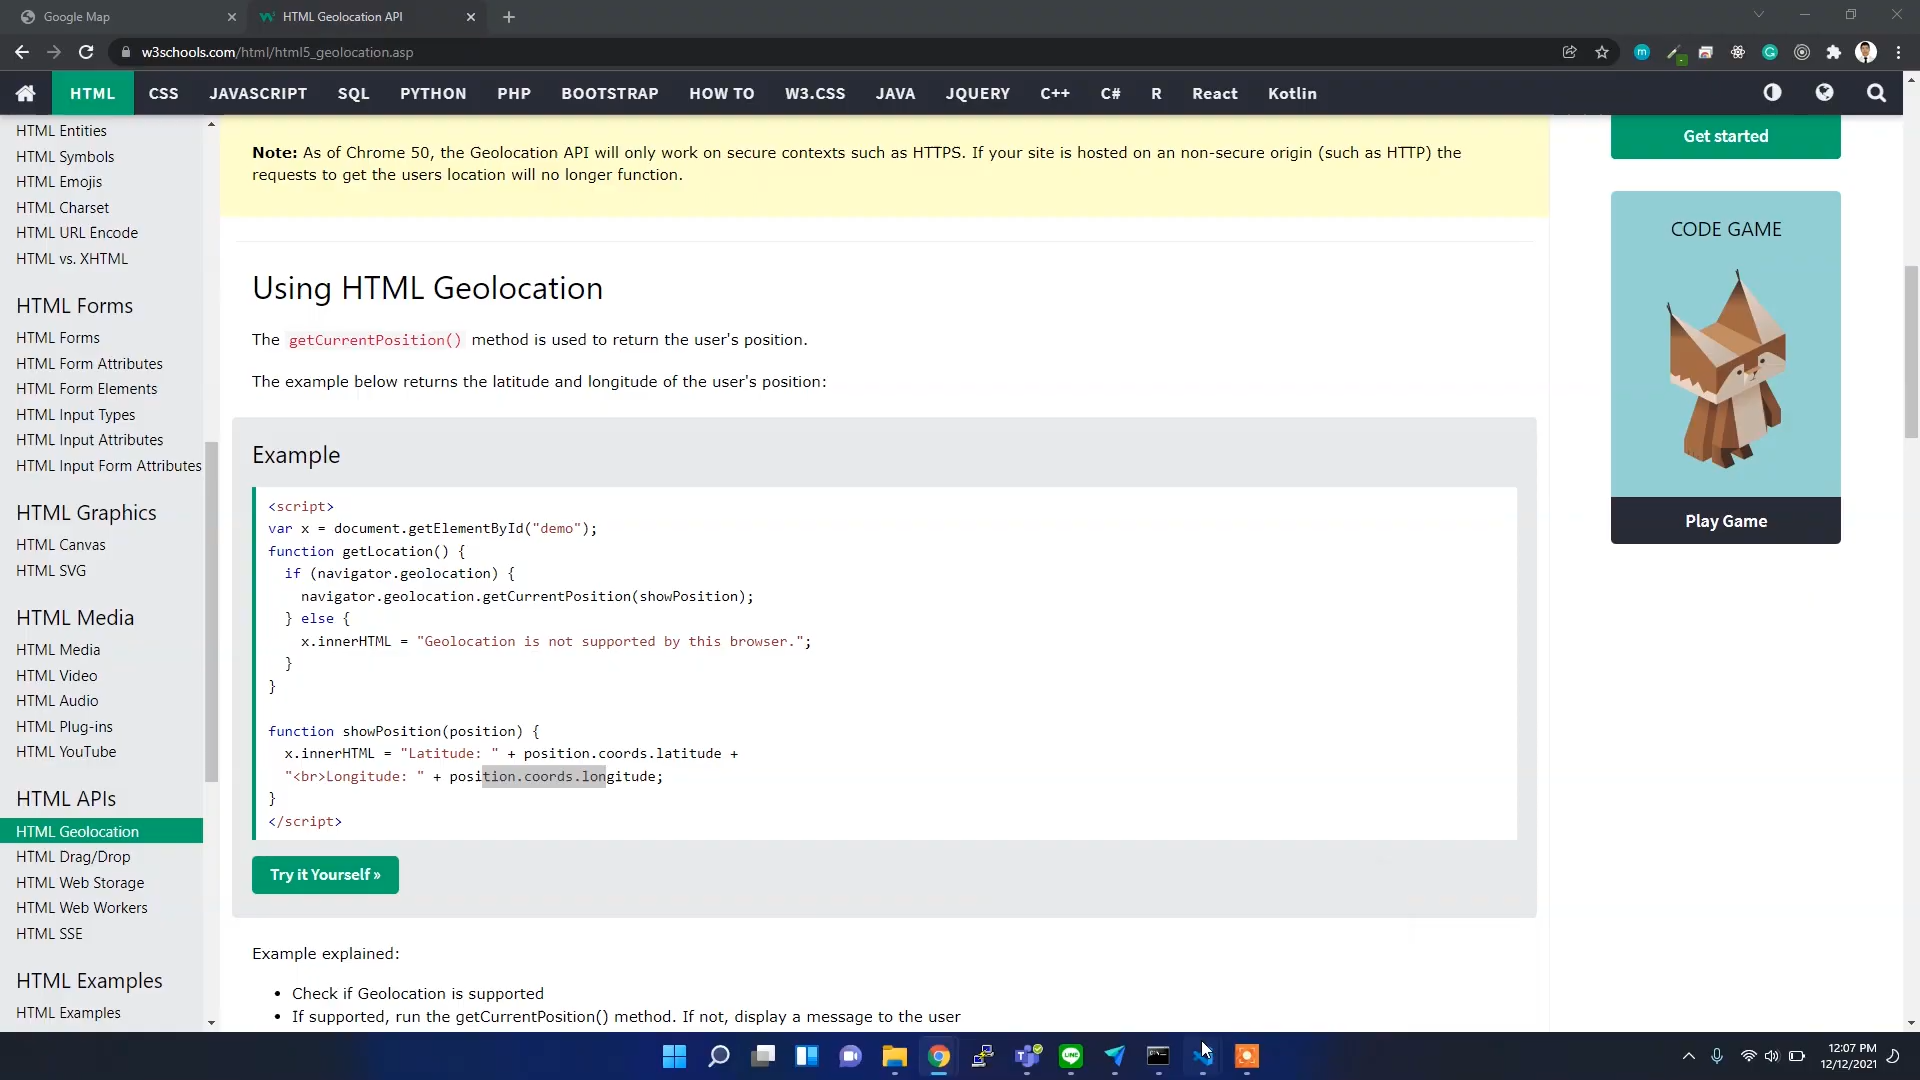 Google Map
HTML Geolocation API
w3schools.com/html/html5_geolocation.asp
HTML
CSS
JAVASCRIPT
SQL
PYTHON
PHP
BOOTSTRAP
HOW TO
W3.CSS
JAVA
JQUERY
C++
C#
R
React
Kotlin
HTML Entities
HTML Symbols
HTML Emojis
HTML Charset
HTML URL Encode
HTML vs. XHTML
HTML Forms
HTML Forms
HTML Form Attributes
HTML Form Elements
HTML Input Types
HTML Input Attributes
HTML Input Form Attributes
HTML Graphics
HTML Canvas
HTML SVG
HTML Media
HTML Media
HTML Video
HTML Audio
HTML Plug-ins
HTML YouTube
HTML APIs
HTML Geolocation
HTML Drag/Drop
HTML Web Storage
HTML Web Workers
HTML SSE
HTML Examples
HTML Examples
Note: As of Chrome 50, the Geolocation API will only work on secure contexts such as HTTPS. If your site is hosted on an non-secure origin (such as HTTP) the
requests to get the users location will no longer function.
Using HTML Geolocation
The getCurrentPosition() method is used to return the user's position.
The example below returns the latitude and longitude of the user's position:
Example
<script>
var x = document.getElementById("demo");
function getLocation() {
  if (navigator.geolocation) {
    navigator.geolocation.getCurrentPosition(showPosition);
  } else {
    x.innerHTML = "Geolocation is not supported by this browser.";
  }
}
function showPosition(position) {
  x.innerHTML = "Latitude: " + position.coords.latitude +
  "<br>Longitude: " + position.coords.longitude;
}
</script>
Try it Yourself »
Example explained:
• Check if Geolocation is supported
• If supported, run the getCurrentPosition() method. If not, display a message to the user
Get started
CODE GAME
Play Game
12:07 PM
12/12/2021